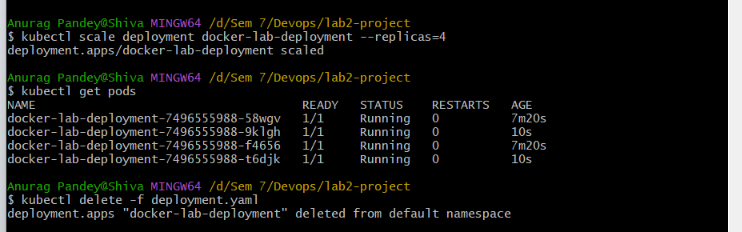 Anurag Pandey@Shiva MINGW64 /d/Sem 7/Devops/lab2-project
$ kubectl scale deployment docker-lab-deployment --replicas=4
deployment.apps/docker-lab-deployment scaled
Anurag Pandey@Shiva MINGW64 /d/Sem 7/Devops/lab2-project
$ kubectl get pods
NAME READY STATUS RESTARTS AGE
docker-lab-deployment-7496555988-58wgv 1/1 Running 0 7m20s
docker-lab-deployment-7496555988-9klgh 1/1 Running 0 10s
docker-lab-deployment-7496555988-f4656 1/1 Running 0 7m20s
docker-lab-deployment-7496555988-t6djk 1/1 Running 0 10s
Anurag Pandey@Shiva MINGW64 /d/Sem 7/Devops/lab2-project
$ kubectl delete -f deployment.yaml
deployment.apps "docker-lab-deployment" deleted from default namespace